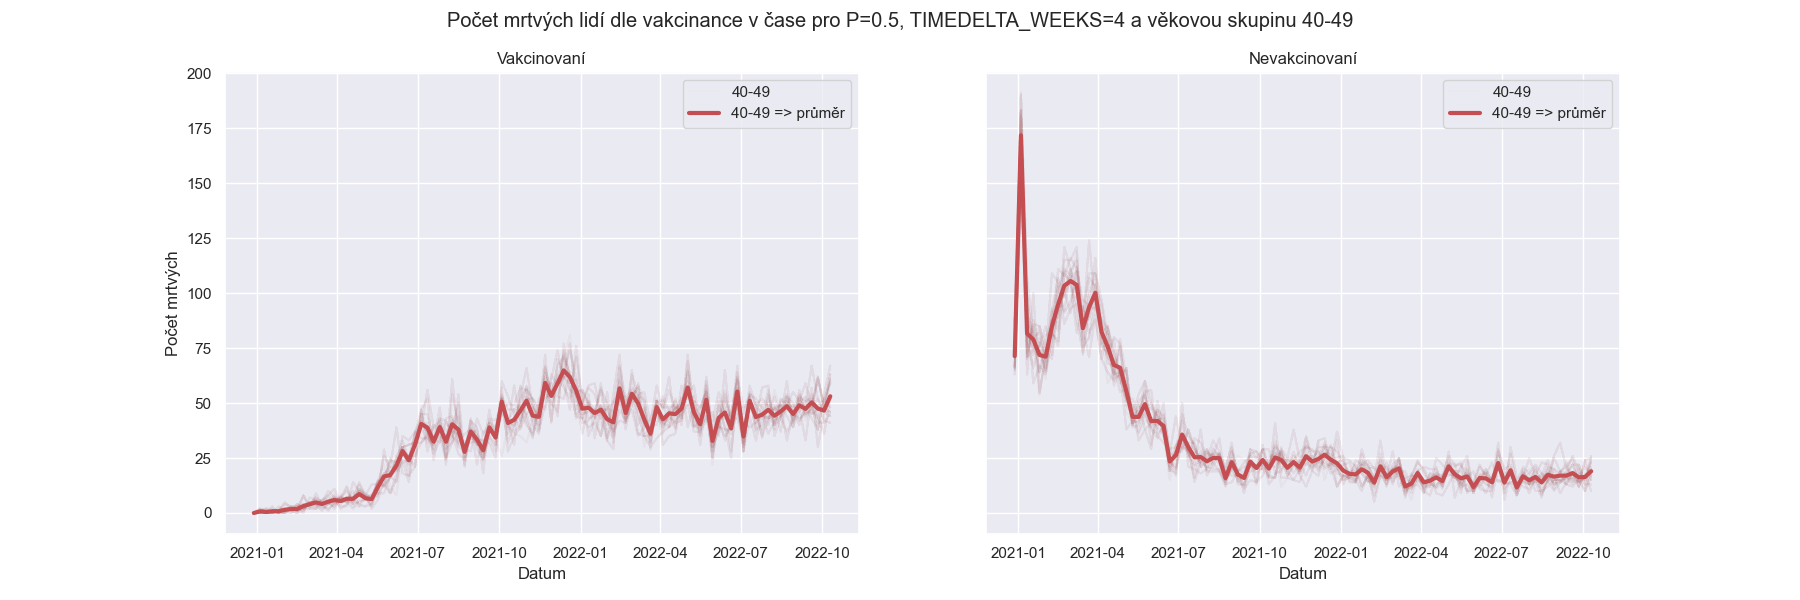 Počet mrtvých lidí dle vakcinance v čase pro P=0.5, TIMEDELTA_WEEKS=4 a věkovou skupinu 40-49
Vakcinovaní
Počet mrtvých
200
175
150
125
100
75
50
25
0
40-49
40-49 => průměr
2021-01 2021-04 2021-07 2021-10 2022-01 2022-04 2022-07 2022-10
Datum
Nevakcinovaní
40-49
40-49 => průměr
2021-01 2021-04 2021-07 2021-10 2022-01 2022-04 2022-07 2022-10
Datum